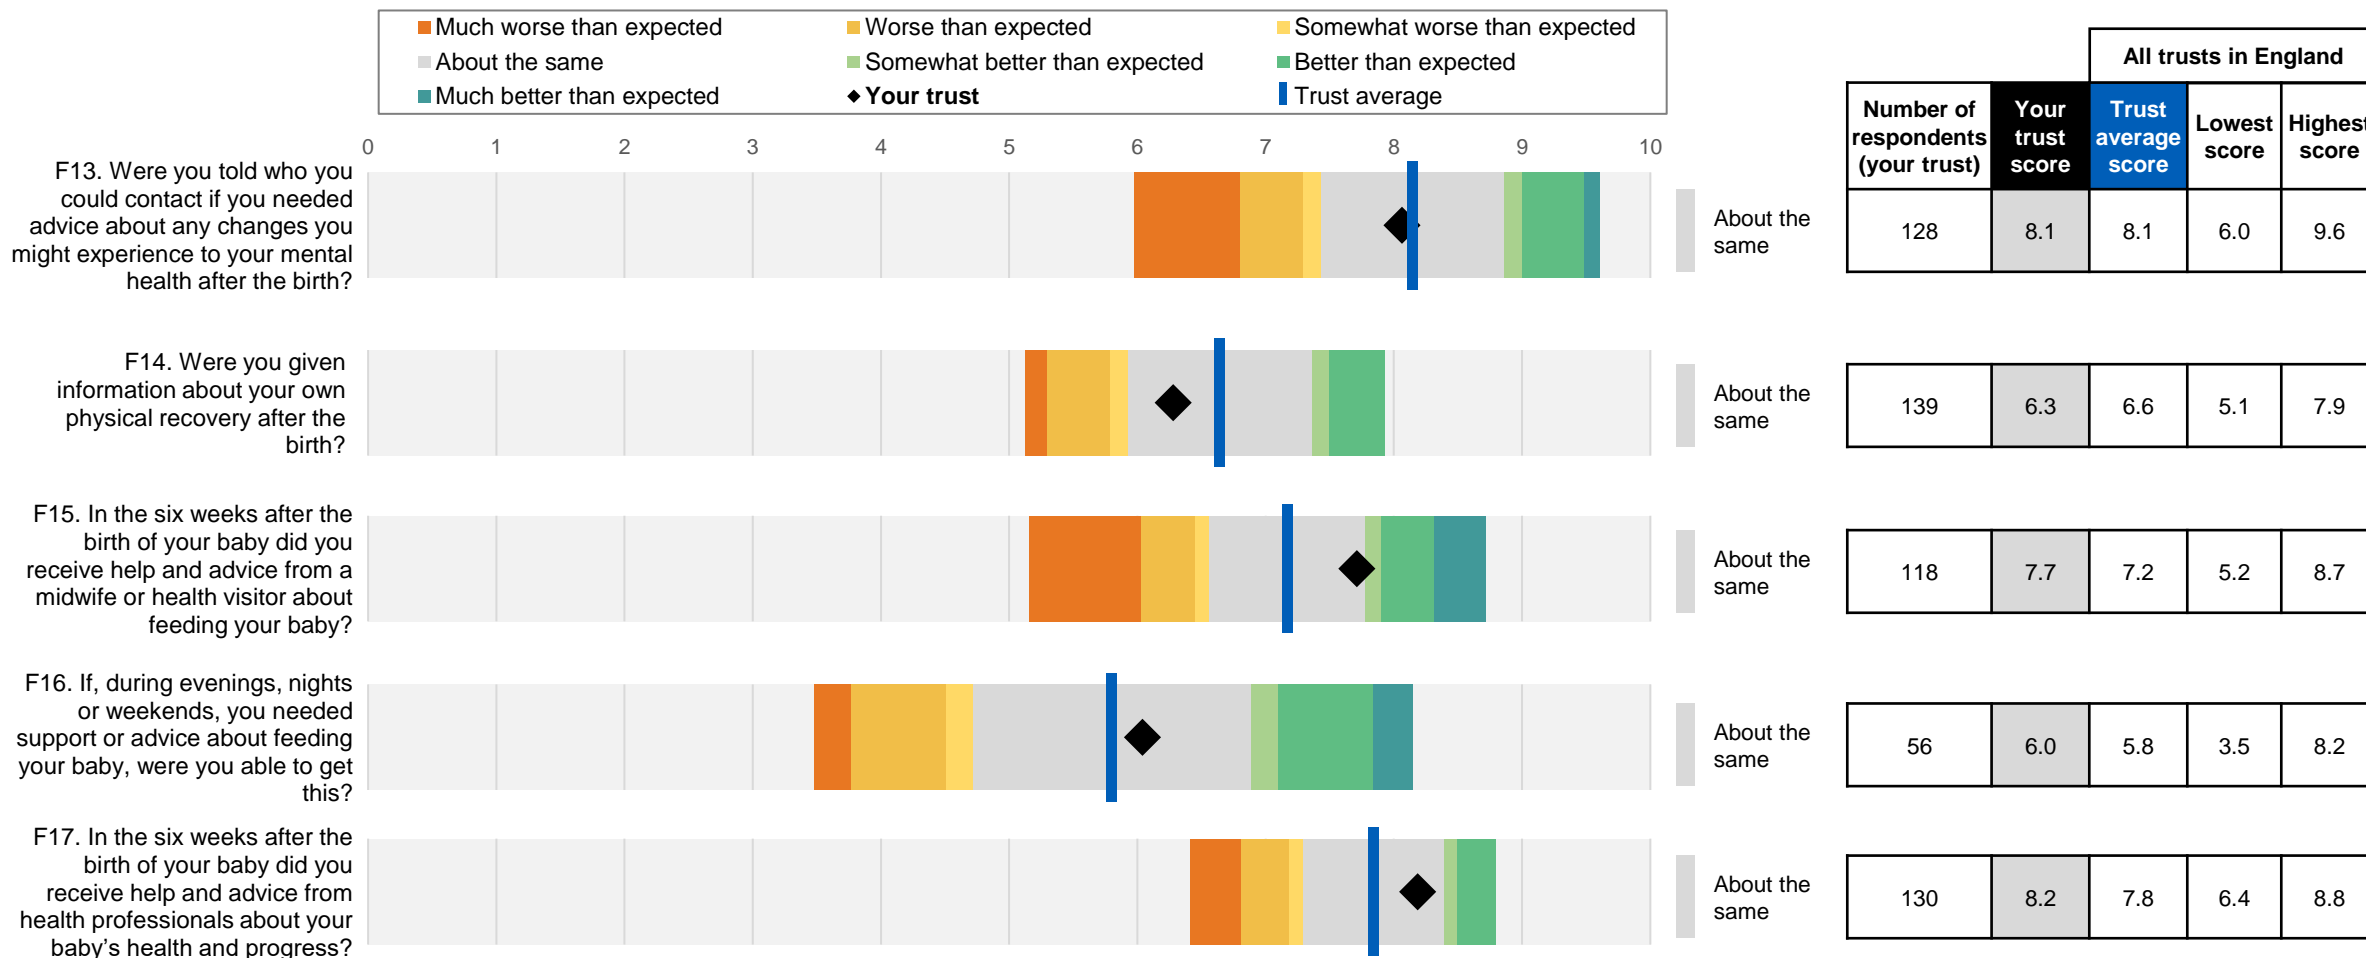 Much worse than expected
Worse than expected
Somewhat worse than expected
About the same
Somewhat better than expected
Better than expected
Much better than expected
Your trust
Trust average
All trusts in England
Number of
respondents
(your trust)
Your
trust
score
Trust
average
score
Lowest
score
Highest
score
0 1 2 3 4 5 6 7 8 9 10
F13. Were you told who you
could contact if you needed
advice about any changes you
might experience to your mental
health after the birth?
About the
same
128 8.1 8.1 6.0 9.6
F14. Were you given
information about your own
physical recovery after the
birth?
About the
same
139 6.3 6.6 5.1 7.9
F15. In the six weeks after the
birth of your baby did you
receive help and advice from a
midwife or health visitor about
feeding your baby?
About the
same
118 7.7 7.2 5.2 8.7
F16. If, during evenings, nights
or weekends, you needed
support or advice about feeding
your baby, were you able to get
this?
About the
same
56 6.0 5.8 3.5 8.2
F17. In the six weeks after the
birth of your baby did you
receive help and advice from
health professionals about your
baby’s health and progress?
About the
same
130 8.2 7.8 6.4 8.8